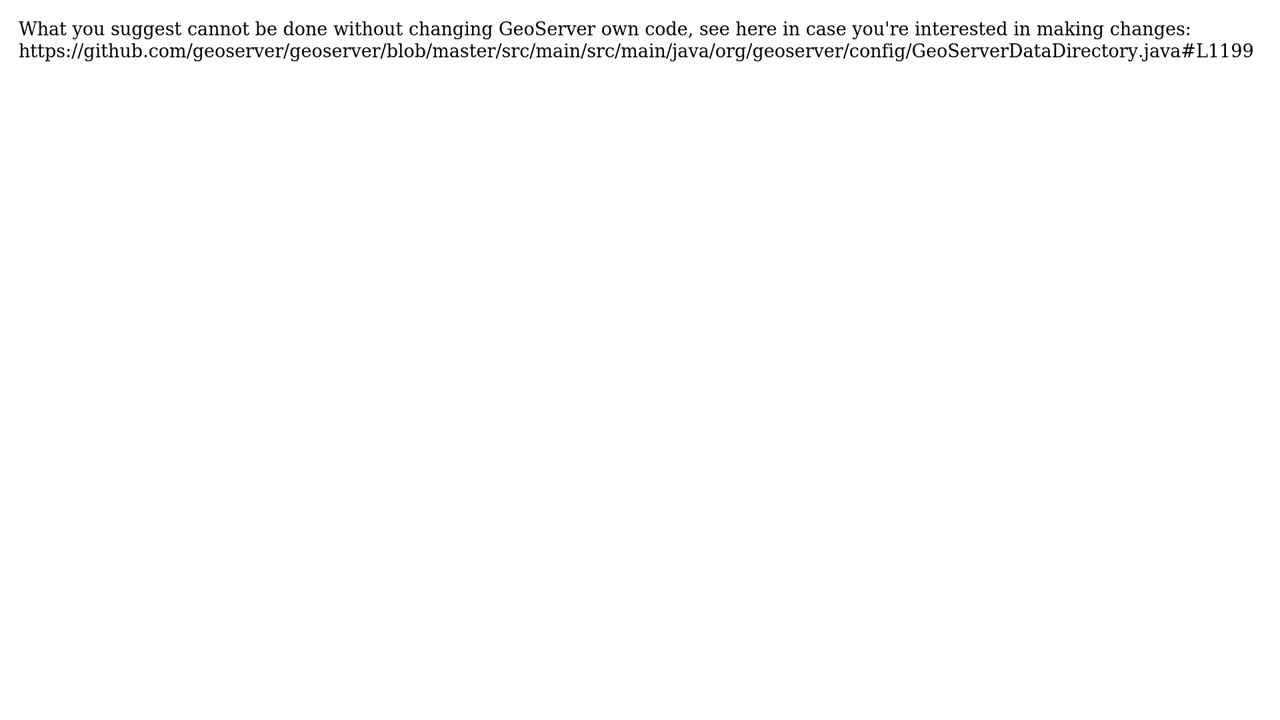 What you suggest cannot be done without changing GeoServer own code, see here in case you're interested in making changes:
https://github.com/geoserver/geoserver/blob/master/src/main/src/main/java/org/geoserver/config/GeoServerDataDirectory.java#L1199